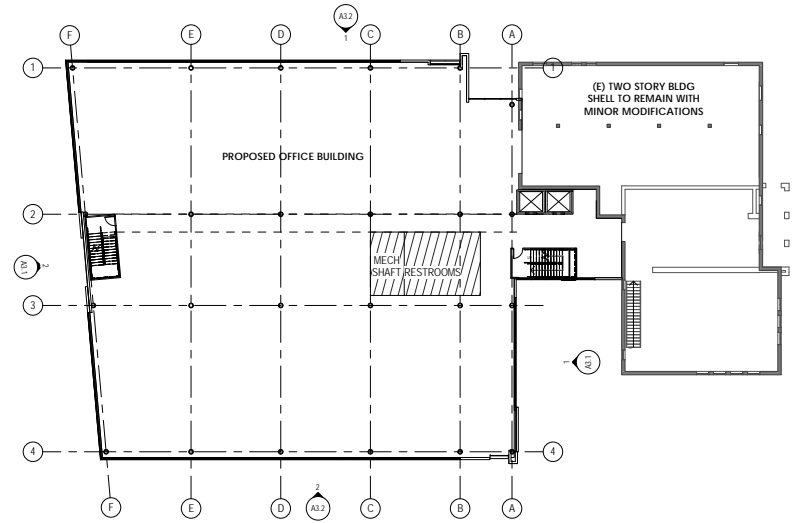 A3.2
1
F
E
D
C
B
A
1
1
(E) TWO STORY BLDG
SHELL TO REMAIN WITH
MINOR MODIFICATIONS
PROPOSED OFFICE BUILDING
2
A3.1
2
MECH
SHAFT RESTROOMS
3
1
A3.1
4
4
2
A3.2
F
E
D
C
B
A